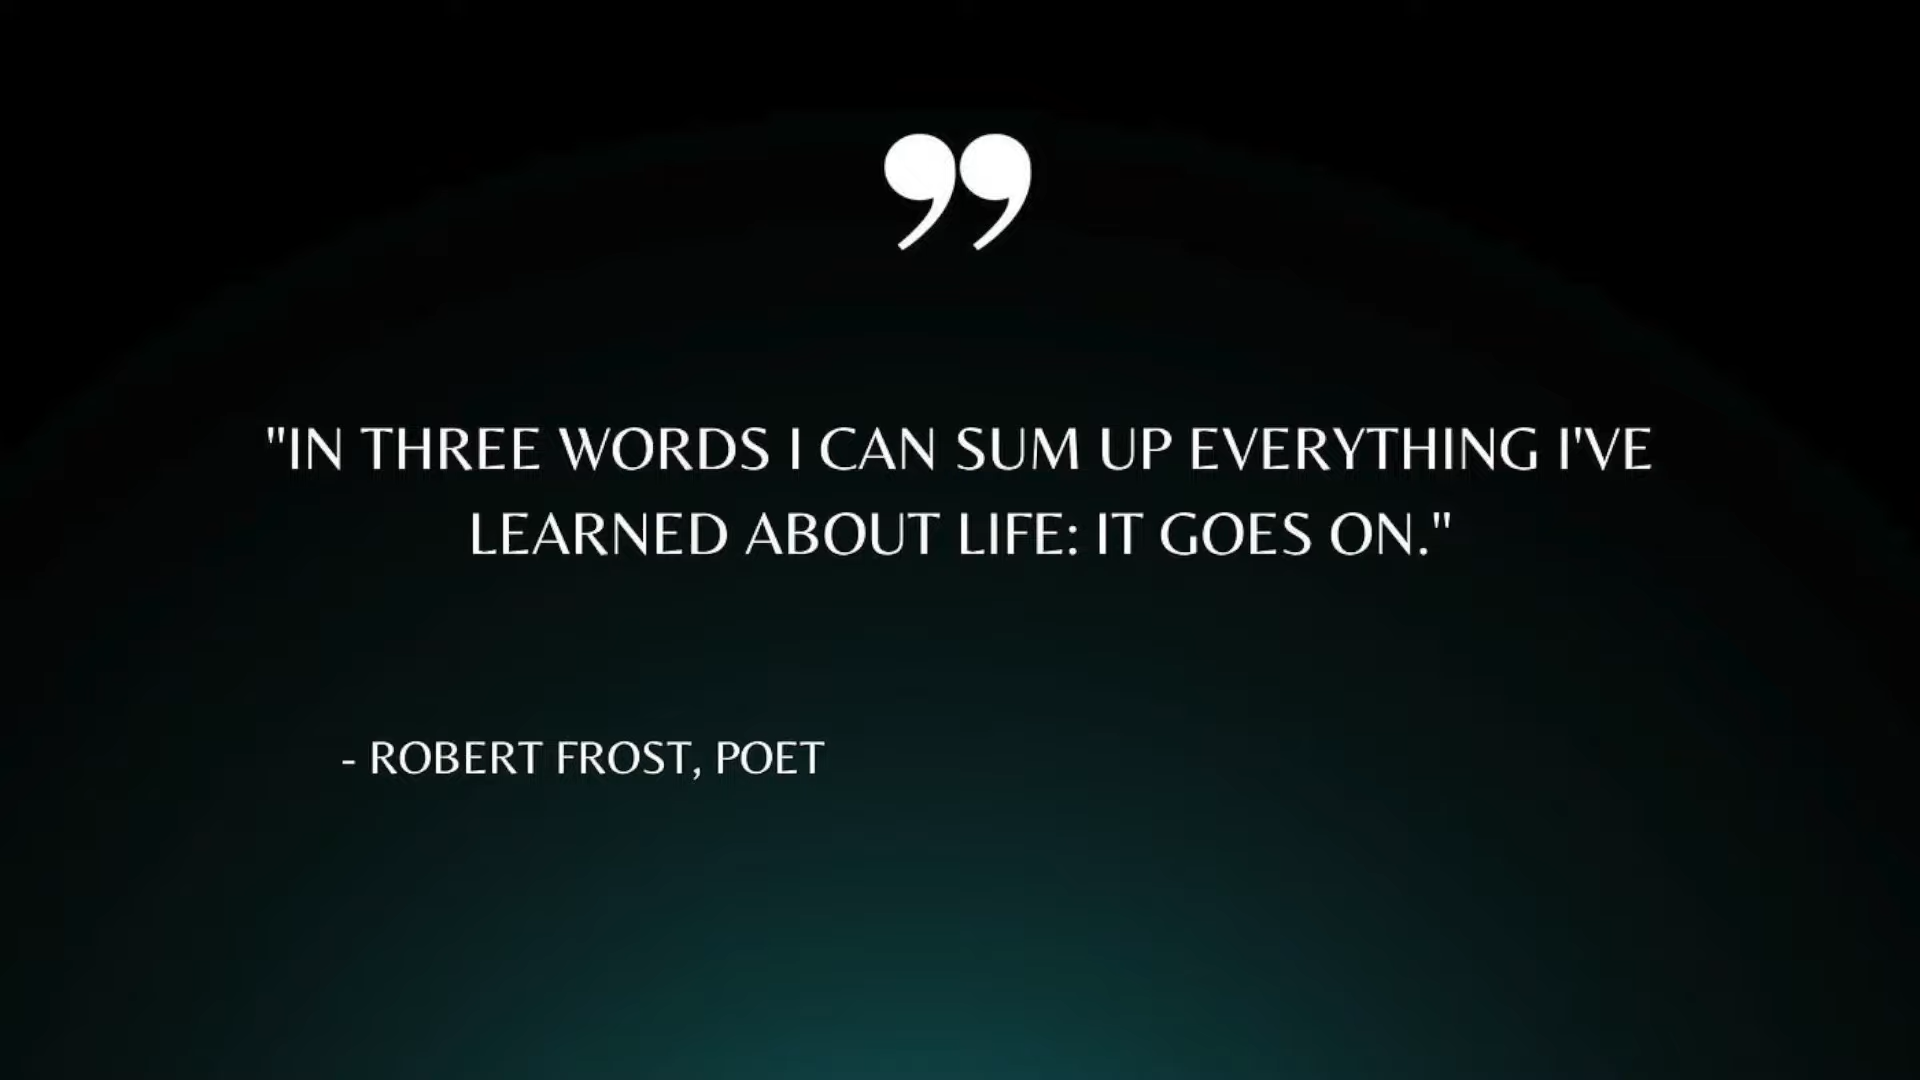 ”
"IN THREE WORDS I CAN SUM UP EVERYTHING I'VE
LEARNED ABOUT LIFE: IT GOES ON."
- ROBERT FROST, POET